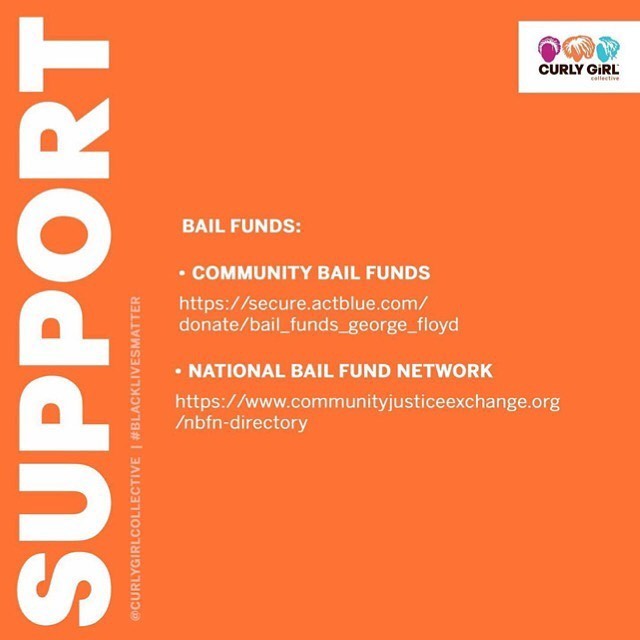 SUPPORT
@CURLYGIRLCOLLECTIVE | #BLACKLIVESMATTER
CURLY GIRL
collective
BAIL FUNDS:
• COMMUNITY BAIL FUNDS
https://secure.actblue.com/
donate/bail_funds_george_floyd
• NATIONAL BAIL FUND NETWORK
https://www.communityjusticeexchange.org
/nbfn-directory